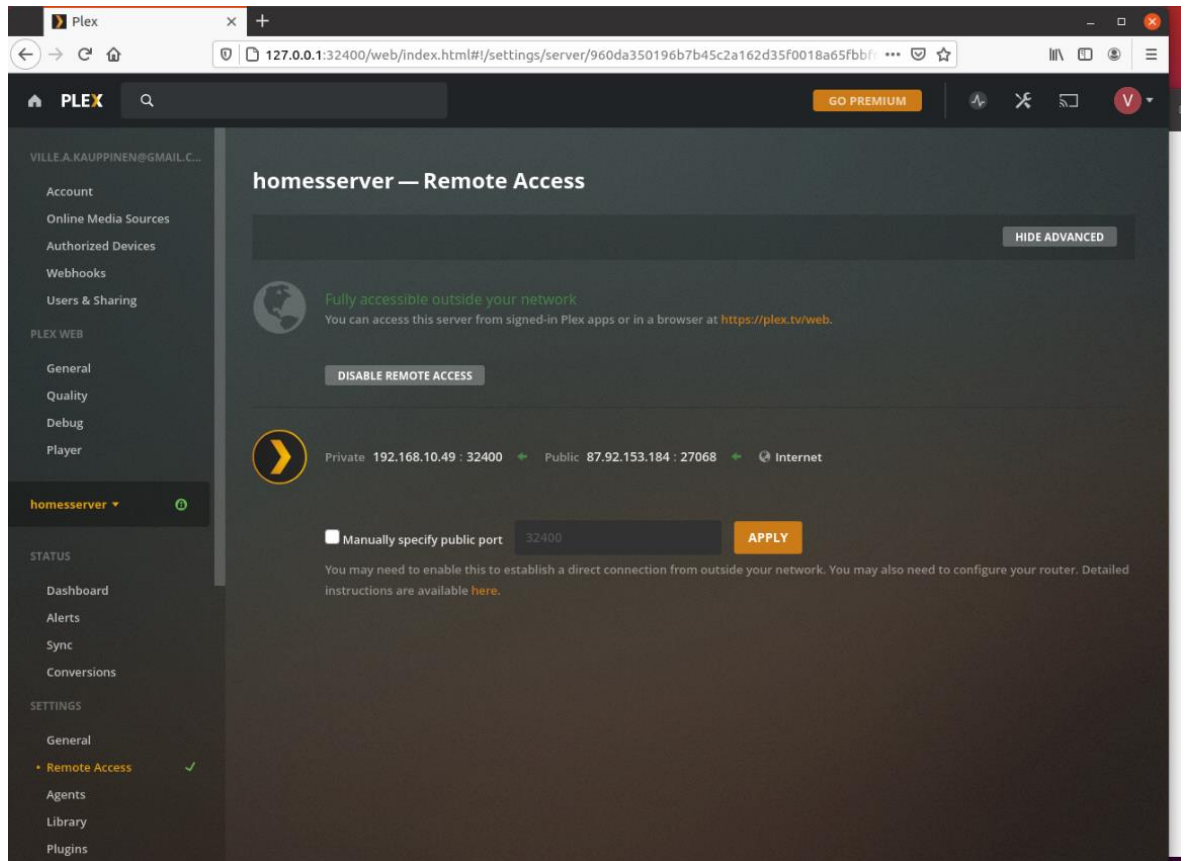 Plex
127.0.0.1:32400/web/index.html#!/settings/server/960da350196b7b45c2a162d35f0018a65fbbf
PLEX
GO PREMIUM
V
VILLE.A.KAUPPINEN@GMAIL.C...
Account
Online Media Sources
Authorized Devices
Webhooks
Users & Sharing
PLEX WEB
General
Quality
Debug
Player
homesserver
STATUS
Dashboard
Alerts
Sync
Conversions
SETTINGS
General
Remote Access
Agents
Library
Plugins
homesserver — Remote Access
HIDE ADVANCED
Fully accessible outside your network
You can access this server from signed-in Plex apps or in a browser at https://plex.tv/web.
DISABLE REMOTE ACCESS
Private 192.168.10.49 : 32400 Public 87.92.153.184 : 27068 Internet
Manually specify public port 32400 APPLY
You may need to enable this to establish a direct connection from outside your network. You may also need to configure your router. Detailed
instructions are available here.